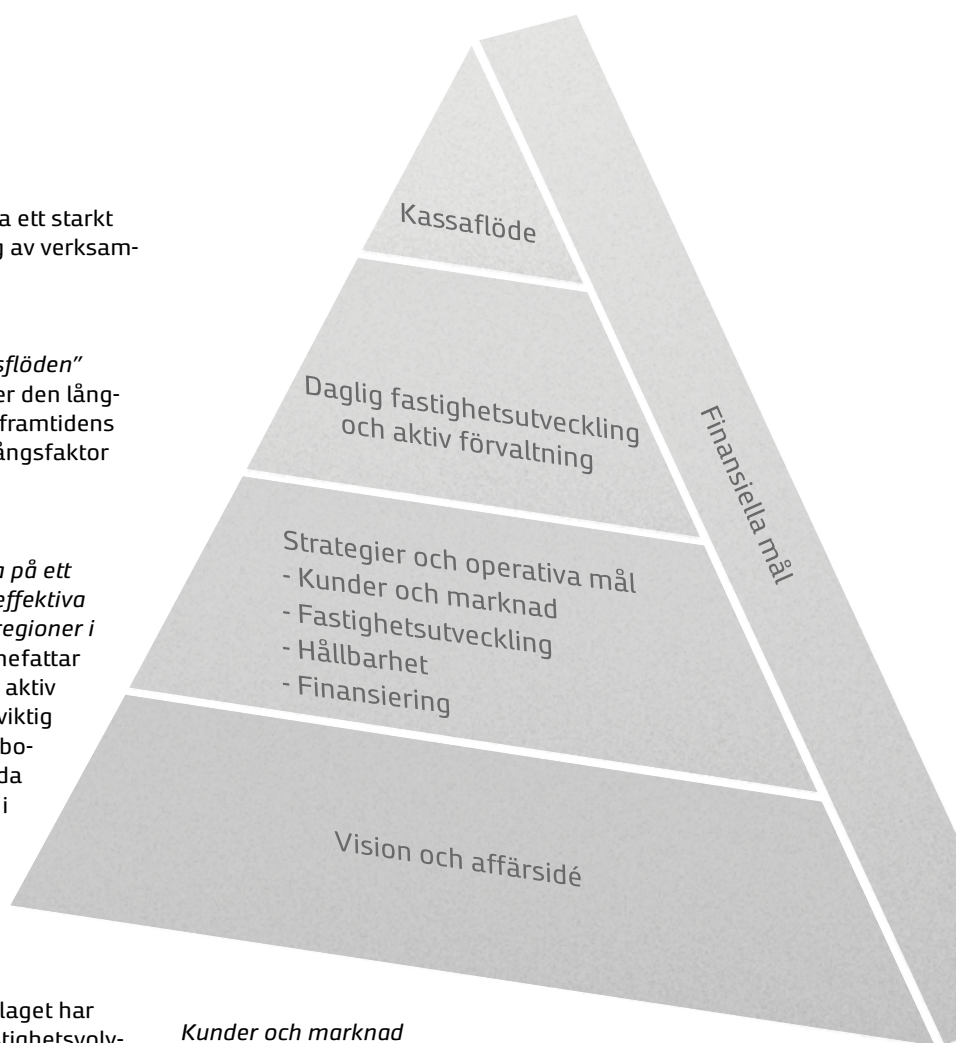 a ett starkt
g av verksam-
sflöden”
er den lång-
framtidens
ångsfaktor
a på ett
effektiva
regioner i
nefattar
aktiv
viktig
bo-
da
i
laget har
tighetsvoly-
Kunder och marknad
Kassaflöde
Daglig fastighetsutveckling
och aktiv förvaltning
Strategier och operativa mål
- Kunder och marknad
- Fastighetsutveckling
- Hållbarhet
- Finansiering
Vision och affärsidé
Finansiella mål